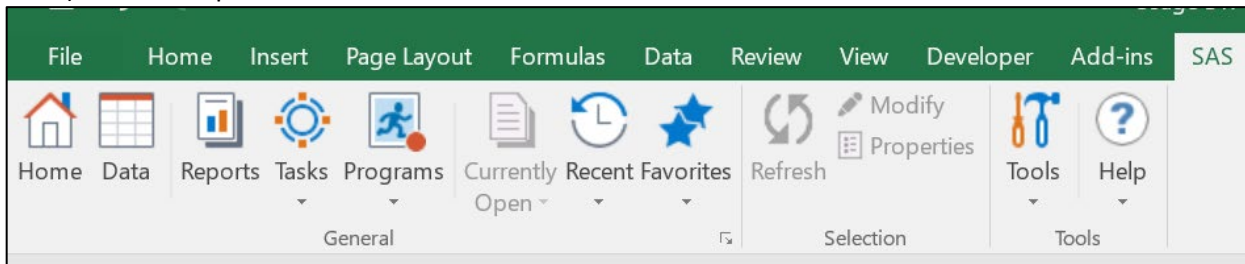 File Home Insert Page Layout Formulas Data Review View Developer Add-ins SAS
Home Data Reports Tasks Programs Currently Open Recent Favorites Refresh Modify Properties Tools Help
General Selection Tools